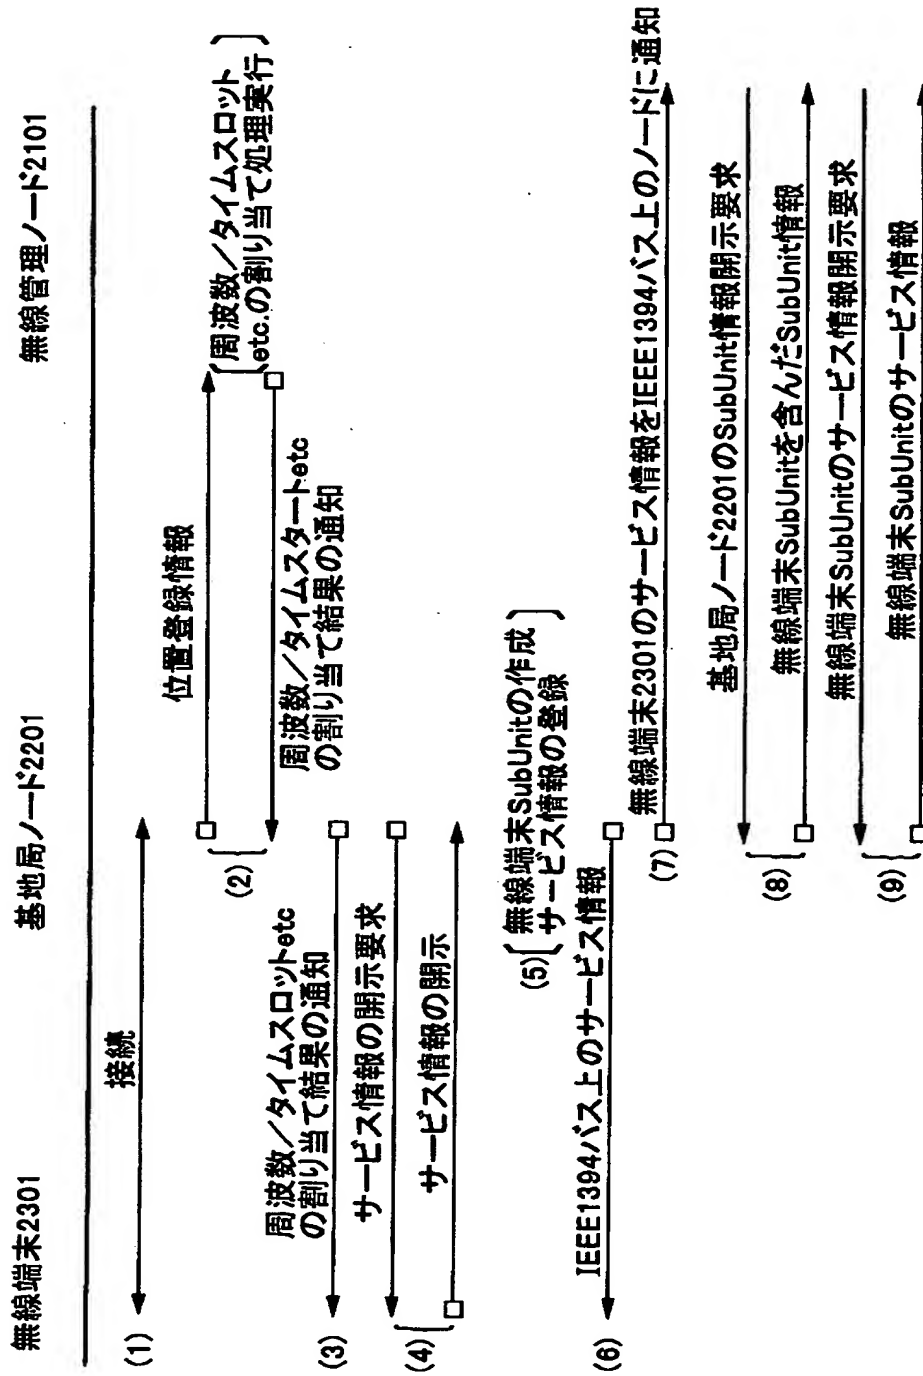 無線端末2301
基地局ノード2201
無線管理ノード2101
(1)
接続
(2)
位置登録情報
周波数／タイムスロット
etc.の割り当て処理実行
周波数／タイムスタートetc
の割り当て結果の通知
(3)
周波数／タイムスロットetc
の割り当て結果の通知
(4)
サービス情報の開示要求
サービス情報の開示
(5)
無線端末SubUnitの作成
サービス情報の登録
(6)
IEEE1394バス上のサービス情報
(7)
無線端末2301のサービス情報をIEEE1394バス上のノードに通知
(8)
基地局ノード2201のSubUnit情報開示要求
無線端末SubUnitを含んだSubUnit情報
(9)
無線端末SubUnitのサービス情報開示要求
無線端末SubUnitのサービス情報